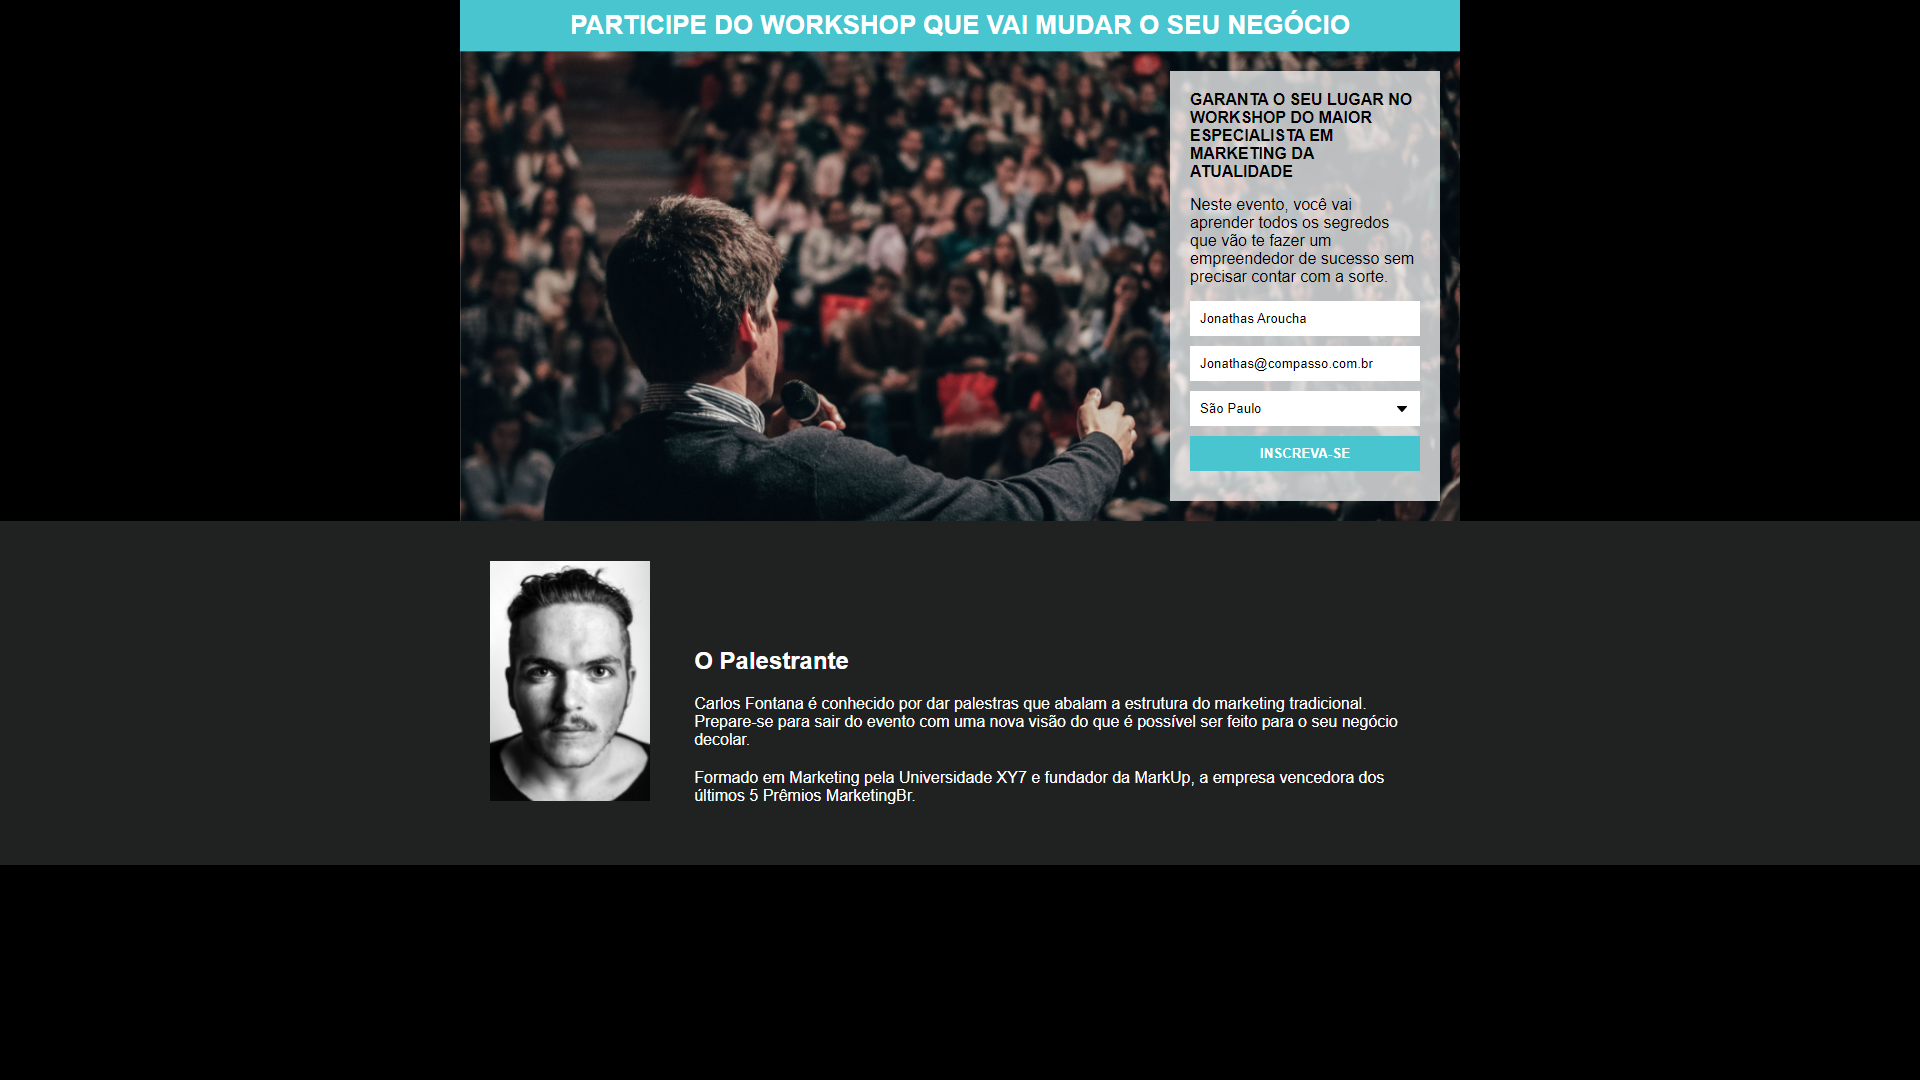 PARTICIPE DO WORKSHOP QUE VAI MUDAR O SEU NEGÓCIO
GARANTA O SEU LUGAR NO
WORKSHOP DO MAIOR
ESPECIALISTA EM
MARKETING DA
ATUALIDADE
Neste evento, você vai
aprender todos os segredos
que vão te fazer um
empreendedor de sucesso sem
precisar contar com a sorte.
Jonathas Aroucha
Jonathas@compasso.com.br
São Paulo
INSCREVA-SE
O Palestrante
Carlos Fontana é conhecido por dar palestras que abalam a estrutura do marketing tradicional.
Prepare-se para sair do evento com uma nova visão do que é possível ser feito para o seu negócio
decolar.
Formado em Marketing pela Universidade XY7 e fundador da MarkUp, a empresa vencedora dos
últimos 5 Prêmios MarketingBr.